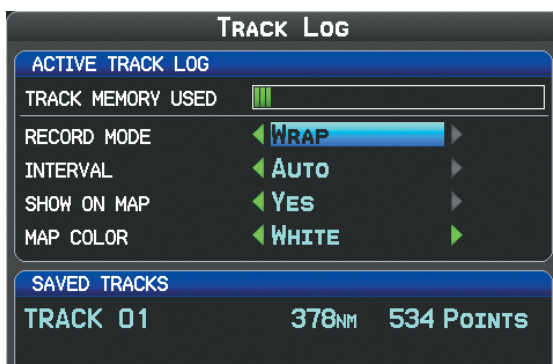 Track Log
ACTIVE TRACK LOG
TRACK MEMORY USED
RECORD MODE Wrap
INTERVAL Auto
SHOW ON MAP Yes
MAP COLOR White
SAVED TRACKS
TRACK 01 378NM 534 Points